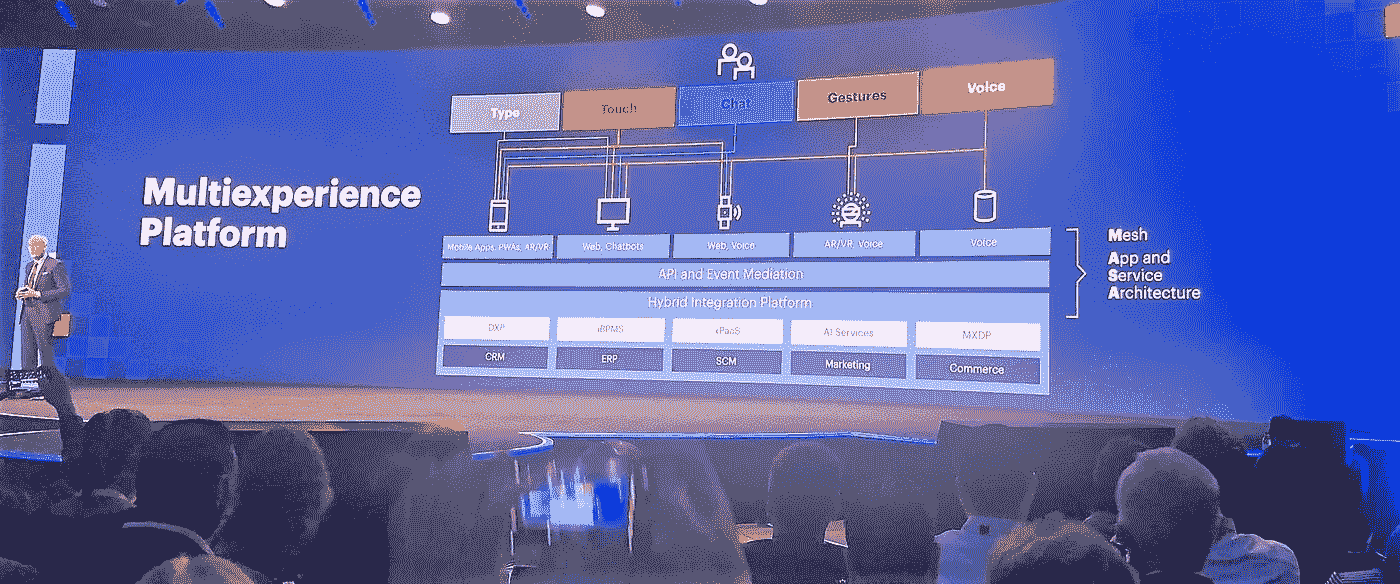 Type
Touch
Chat
Gestures
Voice
Multiexperience
Platform
Mobile Apps, PWAs, AR/VR
Web, Chatbots
Web, Voice
AR/VR, Voice
Voice
API and Event Mediation
Hybrid Integration Platform
DXP
iBPMS
xPaaS
AI Services
MXDP
CRM
ERP
SCM
Marketing
Commerce
Mesh
App and
Service
Architecture